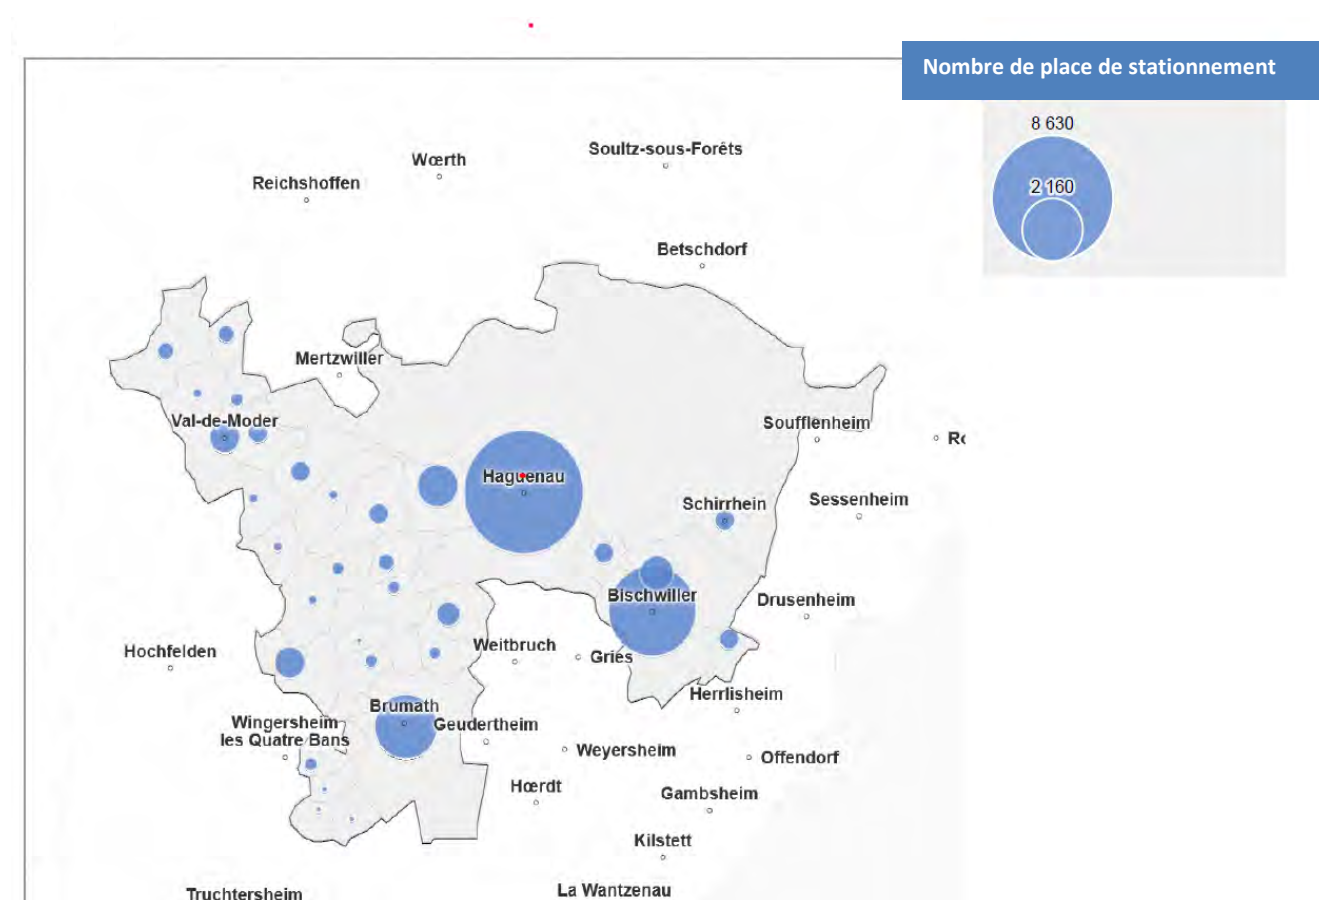 Nombre de place de stationnement
8 630
2 160
Soultz-sous-Forêts
Wœrth
Reichshoffen
Betschdorf
Mertzwiller
Val-de-Moder
Soufflenheim
Haguenau
Schirrhein
Sessenheim
Bischwiller
Drusenheim
Hochfelden
Weitbruch
Gries
Herrlisheim
Brumath
Wingersheim
les Quatre Bans
Geudertheim
Weyersheim
Offendorf
Hœrdt
Gambsheim
Kilstett
La Wantzenau
Truchtersheim